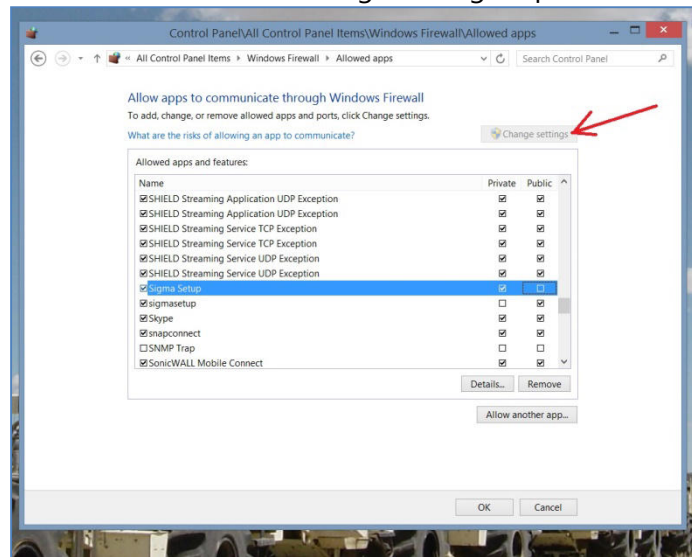 Control Panel\All Control Panel Items\Windows Firewall\Allowed apps
« All Control Panel Items ▸ Windows Firewall ▸ Allowed apps
Search Control Panel
Allow apps to communicate through Windows Firewall
To add, change, or remove allowed apps and ports, click Change settings.
What are the risks of allowing an app to communicate?
Change settings
Allowed apps and features:
Name Private Public
SHIELD Streaming Application UDP Exception
SHIELD Streaming Application UDP Exception
SHIELD Streaming Service TCP Exception
SHIELD Streaming Service TCP Exception
SHIELD Streaming Service UDP Exception
SHIELD Streaming Service UDP Exception
Sigma Setup
sigmasetup
Skype
snapconnect
SNMP Trap
SonicWALL Mobile Connect
Details... Remove
Allow another app...
OK Cancel